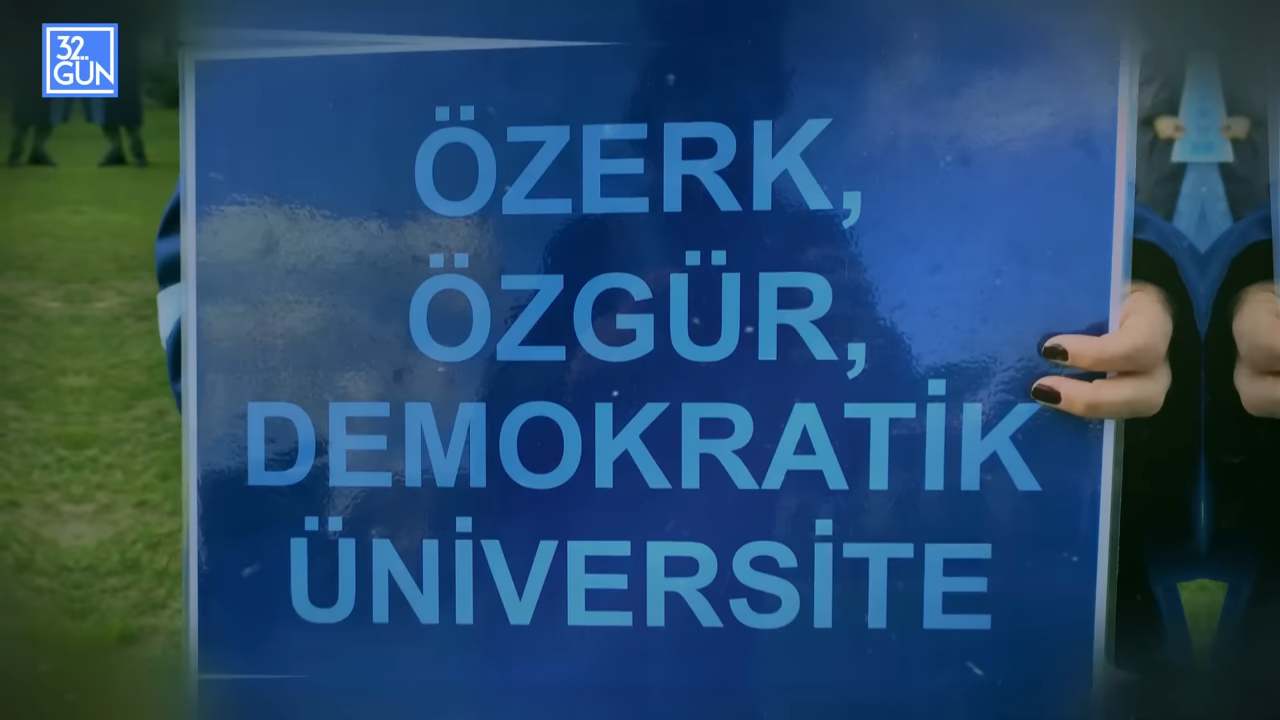 32.
GÜN
ÖZERK,
ÖZGÜR,
DEMOKRATİK
ÜNİVERSİTE